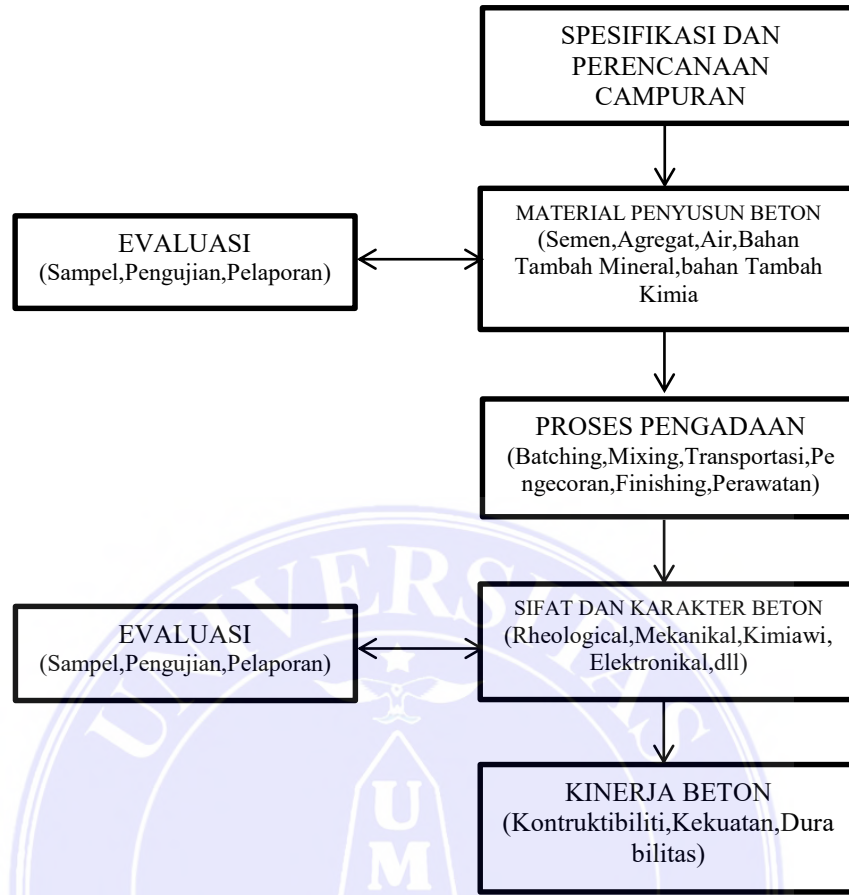 SPESIFIKASI DAN
PERENCANAAN
CAMPURAN
MATERIAL PENYUSUN BETON
(Semen,Agregat,Air,Bahan
Tambah Mineral,bahan Tambah
Kimia
EVALUASI
(Sampel,Pengujian,Pelaporan)
PROSES PENGADAAN
(Batching,Mixing,Transportasi,Pe
ngecoran,Finishing,Perawatan)
SIFAT DAN KARAKTER BETON
(Rheological,Mekanikal,Kimiawi,
Elektronikal,dll)
EVALUASI
(Sampel,Pengujian,Pelaporan)
KINERJA BETON
(Kontruktibiliti,Kekuatan,Dura
bilitas)
UNIVERSITAS
U
M